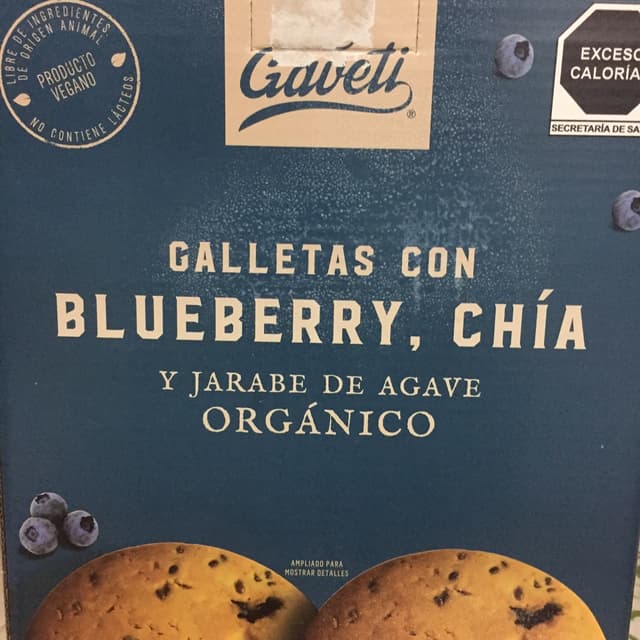 LIBRE DE INGREDIENTES
DE ORIGEN ANIMAL
PRODUCTO
VEGANO
NO CONTIENE LÁCTEOS
Gavéti
®
EXCESO
CALORÍA
SECRETARÍA DE SA
GALLETAS CON
BLUEBERRY, CHÍA
Y JARABE DE AGAVE
ORGÁNICO
AMPLIADO PARA
MOSTRAR DETALLES